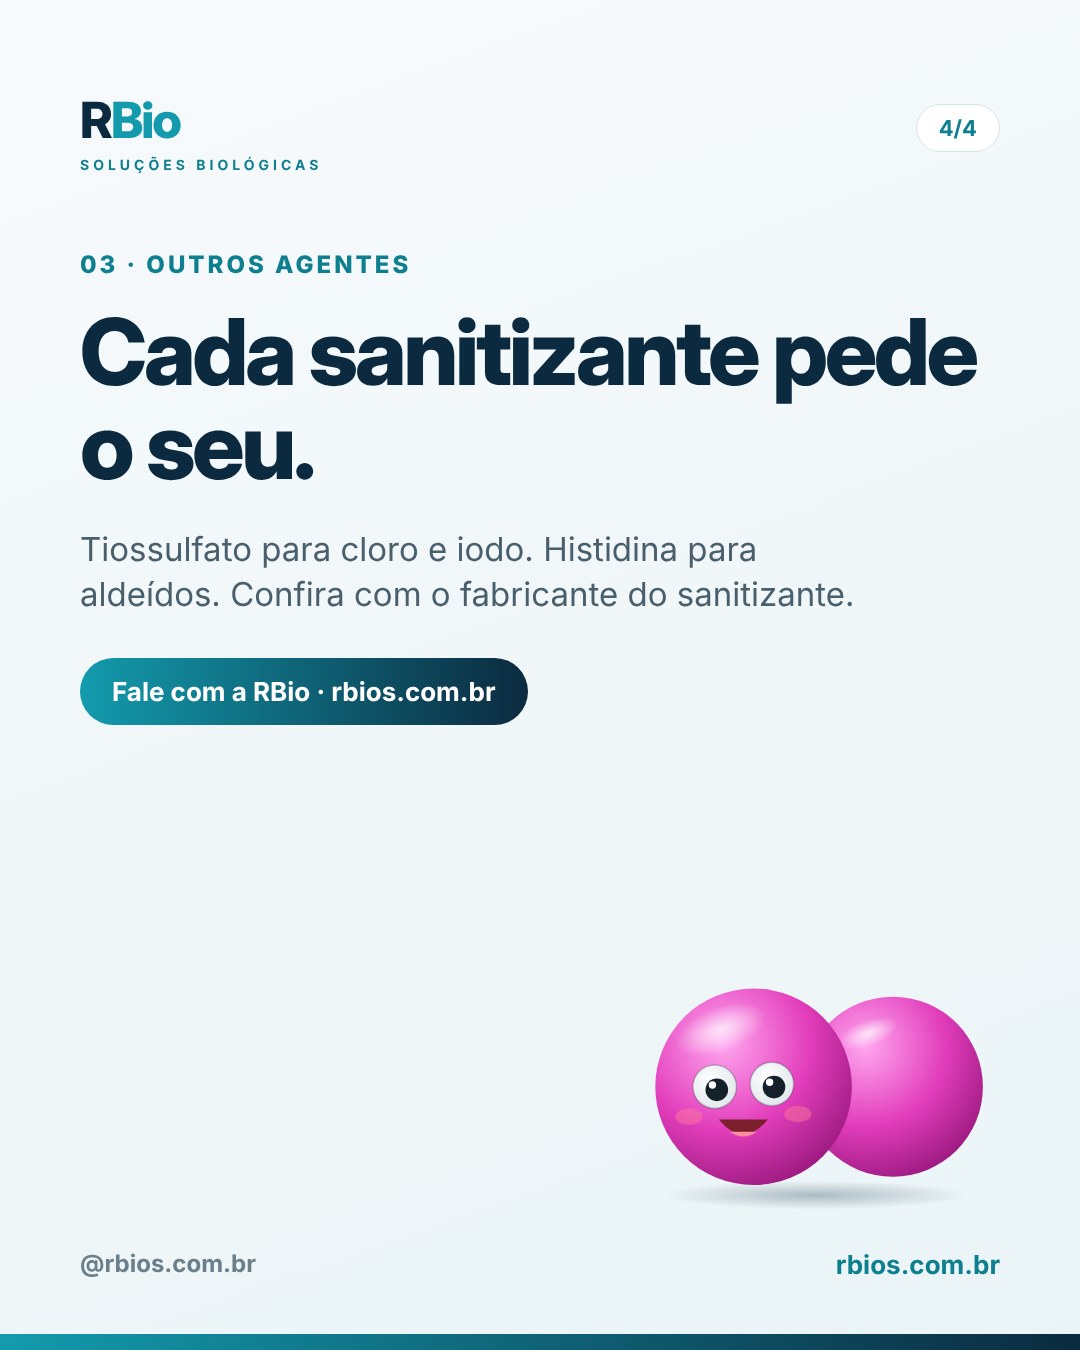 RBio
SOLUÇÕES BIOLÓGICAS
4/4
03 · OUTROS AGENTES
Cada sanitizante pede
o seu.
Tiossulfato para cloro e iodo. Histidina para
aldeídos. Confira com o fabricante do sanitizante.
Fale com a RBio · rbios.com.br
@rbios.com.br
rbios.com.br